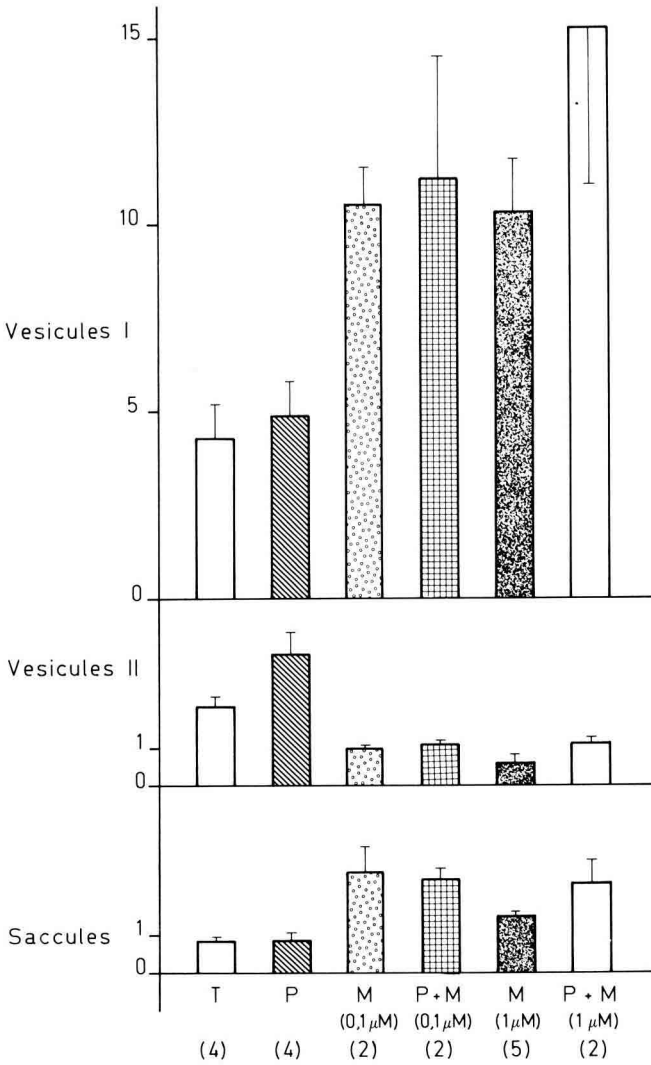 15
10
Vesicules I
5
0
Vesicules II
1
0
Saccules
1
0
T P M P+M M P+M
(0,1 µM) (0,1 µM) (1 µM) (1 µM)
(4) (4) (2) (2) (5) (2)